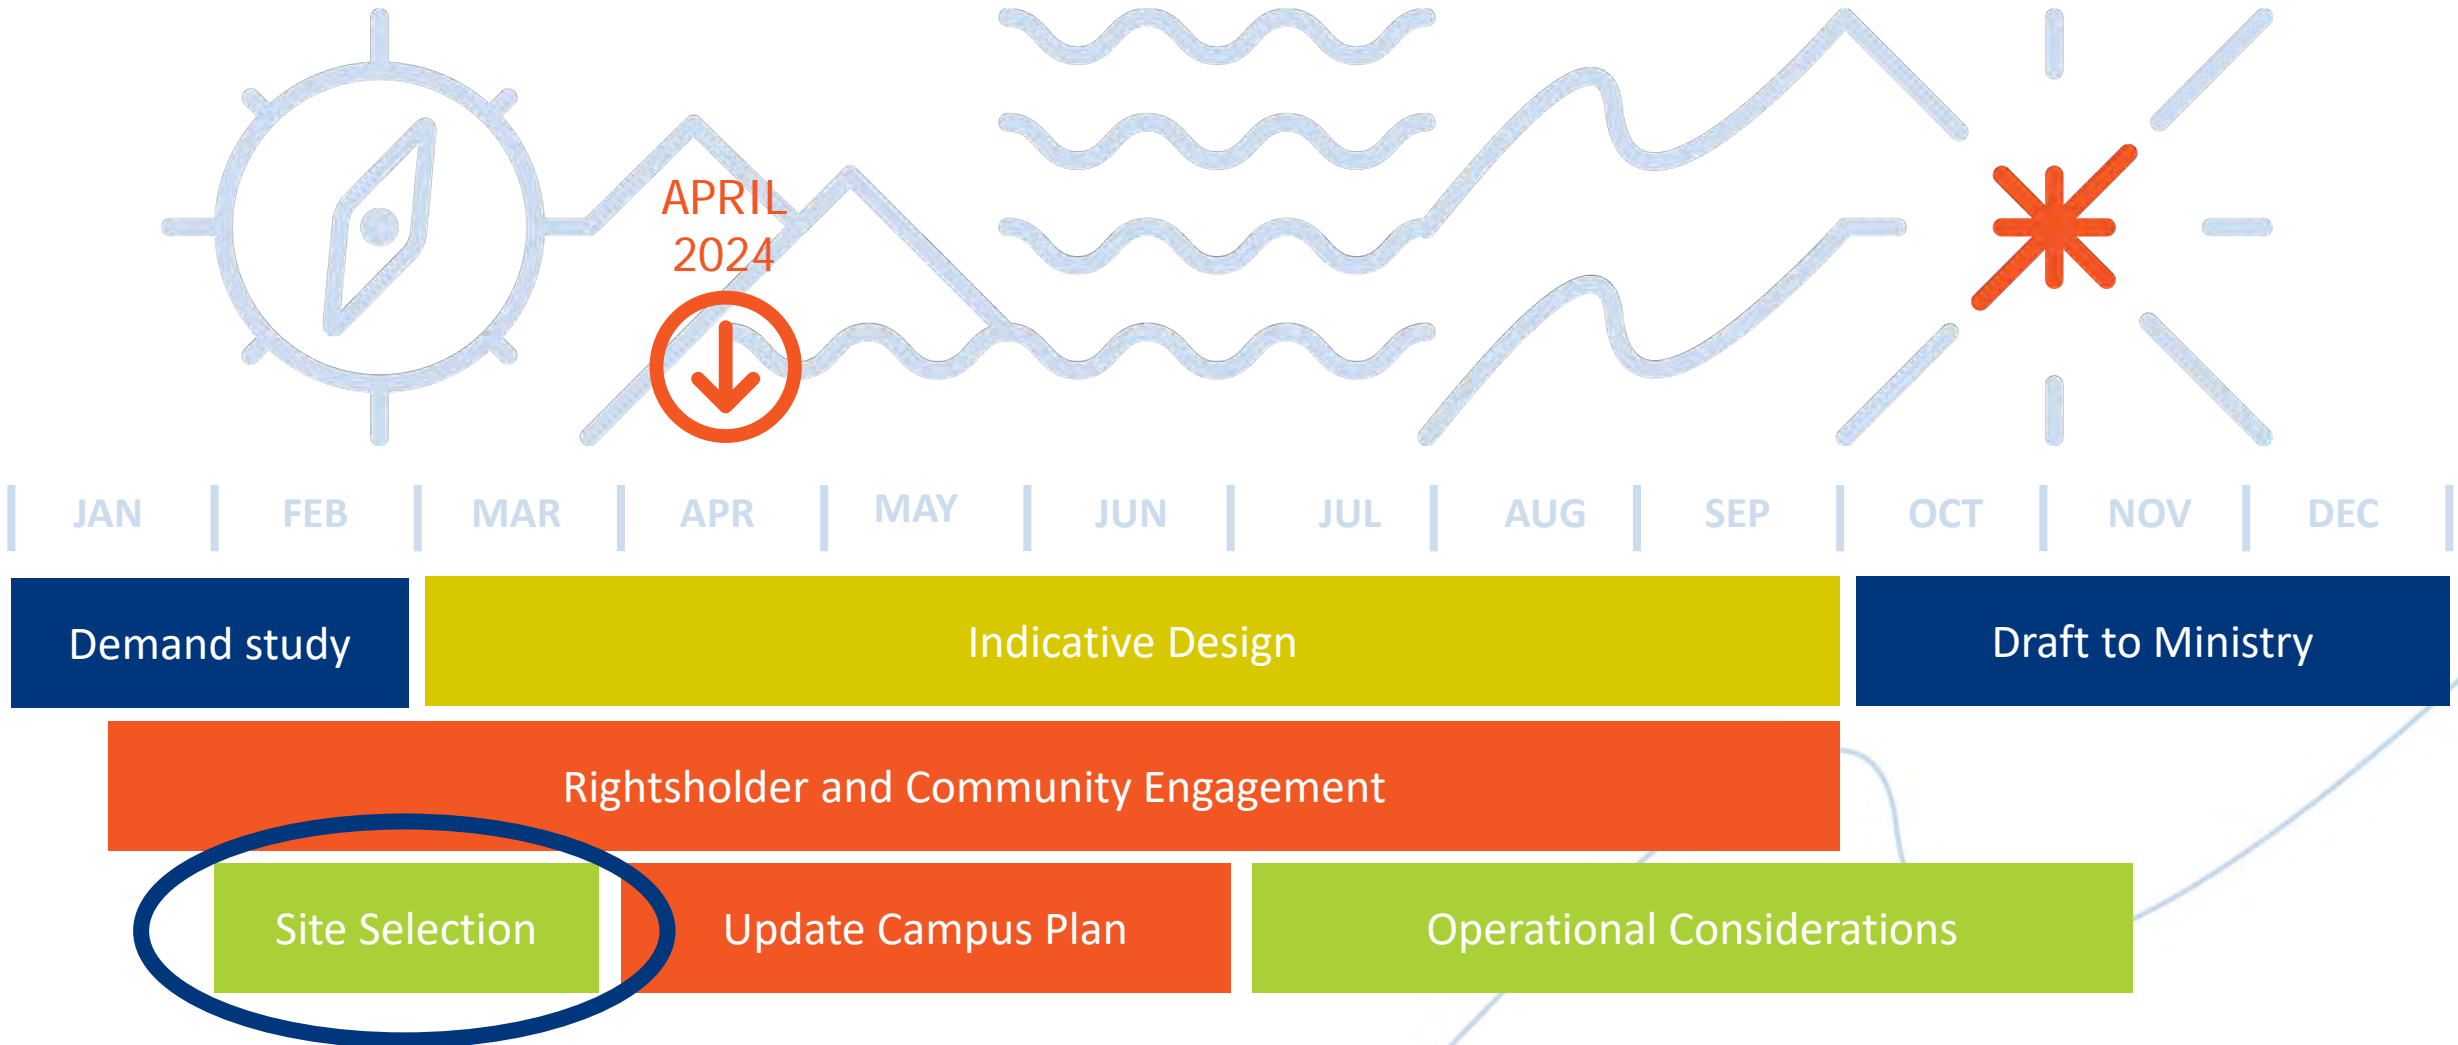 APRIL
2024
JAN FEB MAR APR MAY JUN JUL AUG SEP OCT NOV DEC
Demand study Indicative Design Draft to Ministry
Rightsholder and Community Engagement
Site Selection Update Campus Plan Operational Considerations